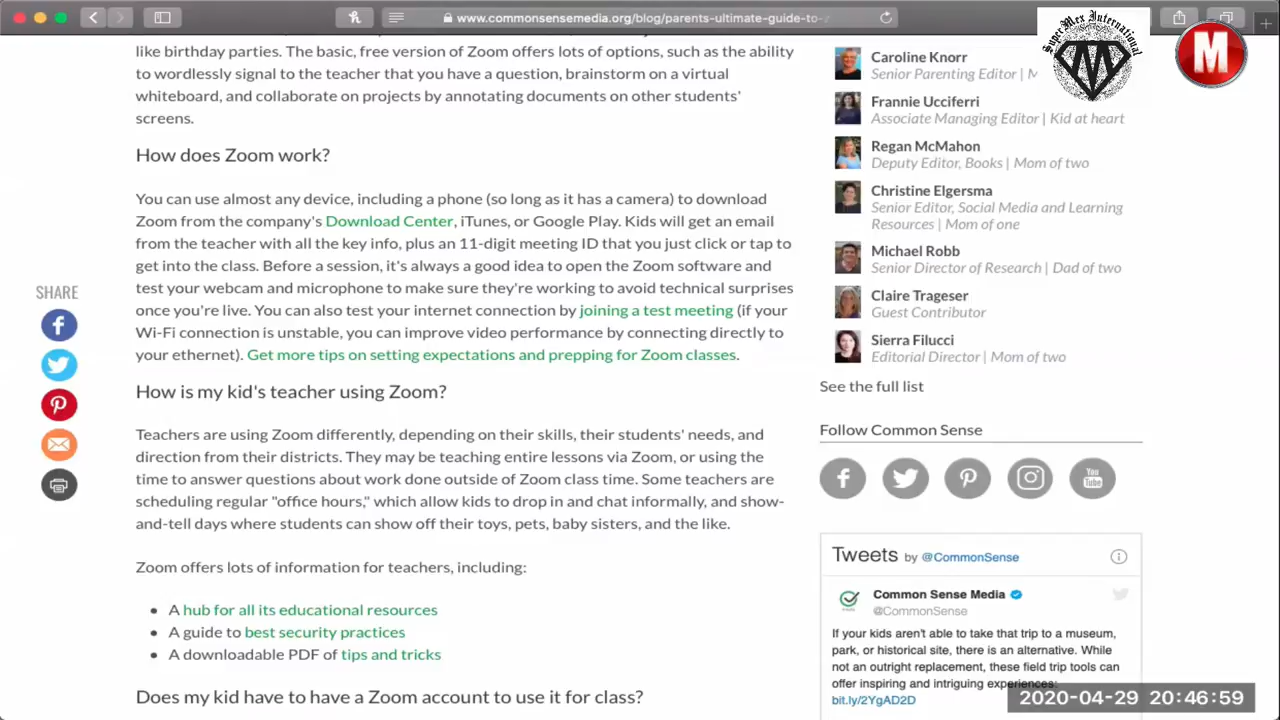 www.commonsensemedia.org/blog/parents-ultimate-guide-to-
SuperMex International
M
like birthday parties. The basic, free version of Zoom offers lots of options, such as the ability
to wordlessly signal to the teacher that you have a question, brainstorm on a virtual
whiteboard, and collaborate on projects by annotating documents on other students'
screens.
How does Zoom work?
You can use almost any device, including a phone (so long as it has a camera) to download
Zoom from the company's Download Center, iTunes, or Google Play. Kids will get an email
from the teacher with all the key info, plus an 11-digit meeting ID that you just click or tap to
get into the class. Before a session, it's always a good idea to open the Zoom software and
test your webcam and microphone to make sure they're working to avoid technical surprises
once you're live. You can also test your internet connection by joining a test meeting (if your
Wi-Fi connection is unstable, you can improve video performance by connecting directly to
your ethernet). Get more tips on setting expectations and prepping for Zoom classes.
How is my kid's teacher using Zoom?
Teachers are using Zoom differently, depending on their skills, their students' needs, and
direction from their districts. They may be teaching entire lessons via Zoom, or using the
time to answer questions about work done outside of Zoom class time. Some teachers are
scheduling regular "office hours," which allow kids to drop in and chat informally, and show-
and-tell days where students can show off their toys, pets, baby sisters, and the like.
Zoom offers lots of information for teachers, including:
• A hub for all its educational resources
• A guide to best security practices
• A downloadable PDF of tips and tricks
Does my kid have to have a Zoom account to use it for class?
SHARE
Caroline Knorr
Senior Parenting Editor | M
Frannie Ucciferri
Associate Managing Editor | Kid at heart
Regan McMahon
Deputy Editor, Books | Mom of two
Christine Elgersma
Senior Editor, Social Media and Learning
Resources | Mom of one
Michael Robb
Senior Director of Research | Dad of two
Claire Trageser
Guest Contributor
Sierra Filucci
Editorial Director | Mom of two
See the full list
Follow Common Sense
You
Tube
Tweets by @CommonSense
Common Sense Media
@CommonSense
If your kids aren't able to take that trip to a museum,
park, or historical site, there is an alternative. While
not an outright replacement, these field trip tools can
offer inspiring and intriguing experiences:
bit.ly/2YgAD2D
2020-04-29 20:46:59